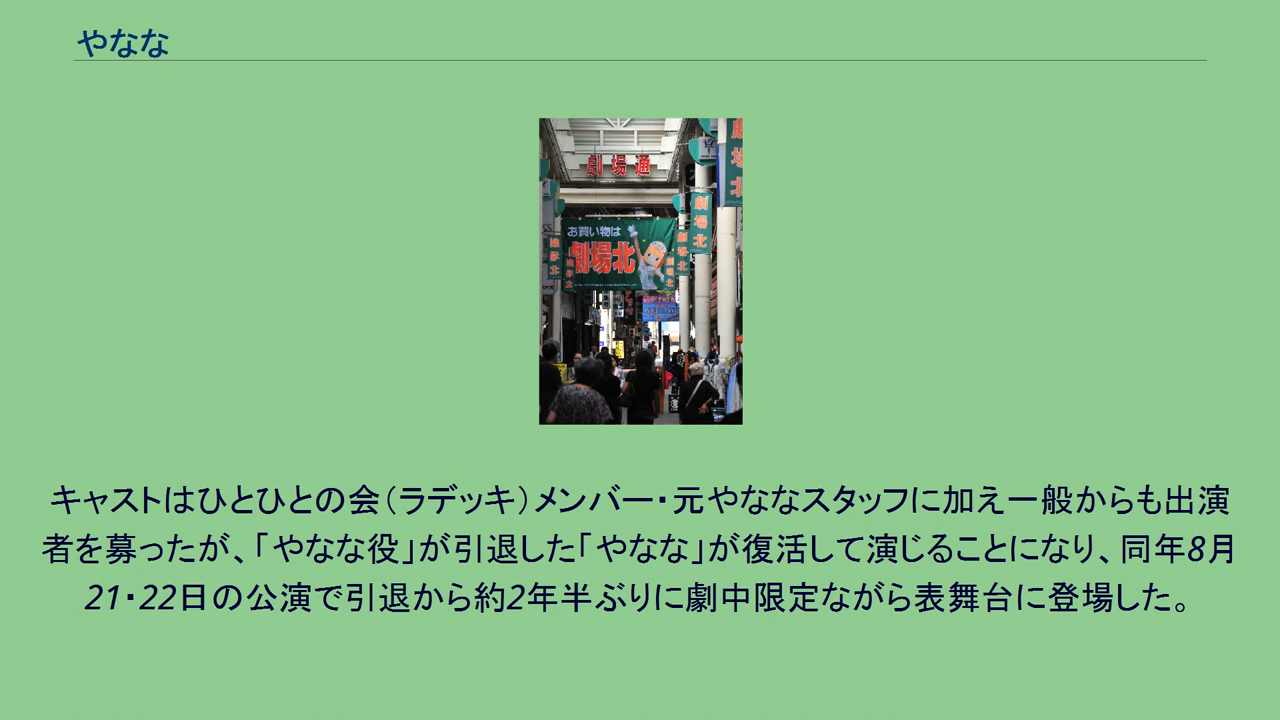 やなな
劇場通
劇場北
劇場北
お買い物は
劇場北
劇場北
キャストはひとひとの会（ラデッキ）メンバー・元やななスタッフに加え一般からも出演
者を募ったが、「やなな役」が引退した「やなな」が復活して演じることになり、同年8月
21・22日の公演で引退から約2年半ぶりに劇中限定ながら表舞台に登場した。